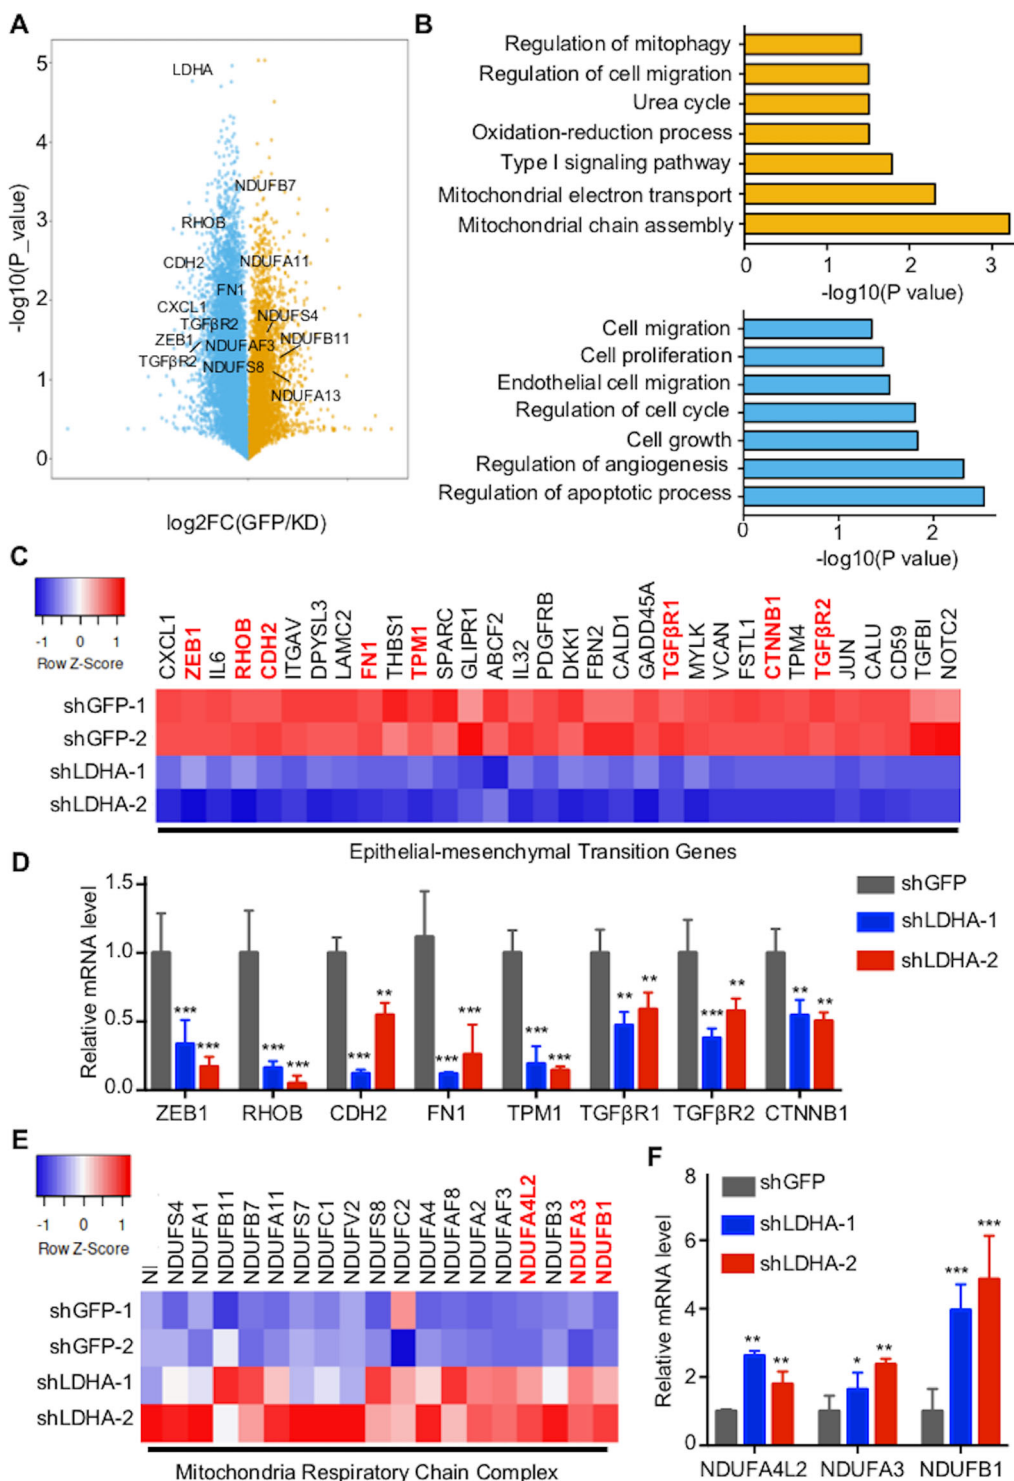 A
LDHA
NDUFB7
RHOB
CDH2
NDUFA11
FN1
CXCL1
NDUFS4
TGFβR2
ZEB1
NDUFAF3
NDUFB11
TGFβR2
NDUFS8
NDUFA13
5
4
3
2
1
0
-log10(P_value)
log2FC(GFP/KD)
B
Regulation of mitophagy
Regulation of cell migration
Urea cycle
Oxidation-reduction process
Type I signaling pathway
Mitochondrial electron transport
Mitochondrial chain assembly
0 1 2 3
-log10(P value)
Cell migration
Cell proliferation
Endothelial cell migration
Regulation of cell cycle
Cell growth
Regulation of angiogenesis
Regulation of apoptotic process
0 1 2
-log10(P value)
C
-1 0 1
Row Z-Score
CXCL1
ZEB1
IL6
RHOB
CDH2
ITGAV
DPYSL3
LAMC2
FN1
THBS1
TPM1
SPARC
GLIPR1
ABCF2
IL32
PDGFRB
DKK1
FBN2
CALD1
GADD45A
TGFβR1
MYLK
VCAN
FSTL1
CTNNB1
TPM4
TGFβR2
JUN
CALU
CD59
TGFBI
NOTC2
shGFP-1
shGFP-2
shLDHA-1
shLDHA-2
Epithelial-mesenchymal Transition Genes
D
Relative mRNA level
1.5
1.0
0.5
0.0
*** *** *** *** *** ** *** *** *** *** ** ** *** ** ** **
ZEB1 RHOB CDH2 FN1 TPM1 TGFβR1 TGFβR2 CTNNB1
shGFP
shLDHA-1
shLDHA-2
E
-1 0 1
Row Z-Score
NDUFS4
NDUFA1
NDUFB11
NDUFB7
NDUFA11
NDUFS7
NDUFC1
NDUFV2
NDUFS8
NDUFC2
NDUFA4
NDUFAF8
NDUFA2
NDUFAF3
NDUFA4L2
NDUFB3
NDUFA3
NDUFB1
shGFP-1
shGFP-2
shLDHA-1
shLDHA-2
Mitochondria Respiratory Chain Complex
F
Relative mRNA level
8
6
4
2
0
shGFP
shLDHA-1
shLDHA-2
** ** * ** *** ***
NDUFA4L2 NDUFA3 NDUFB1